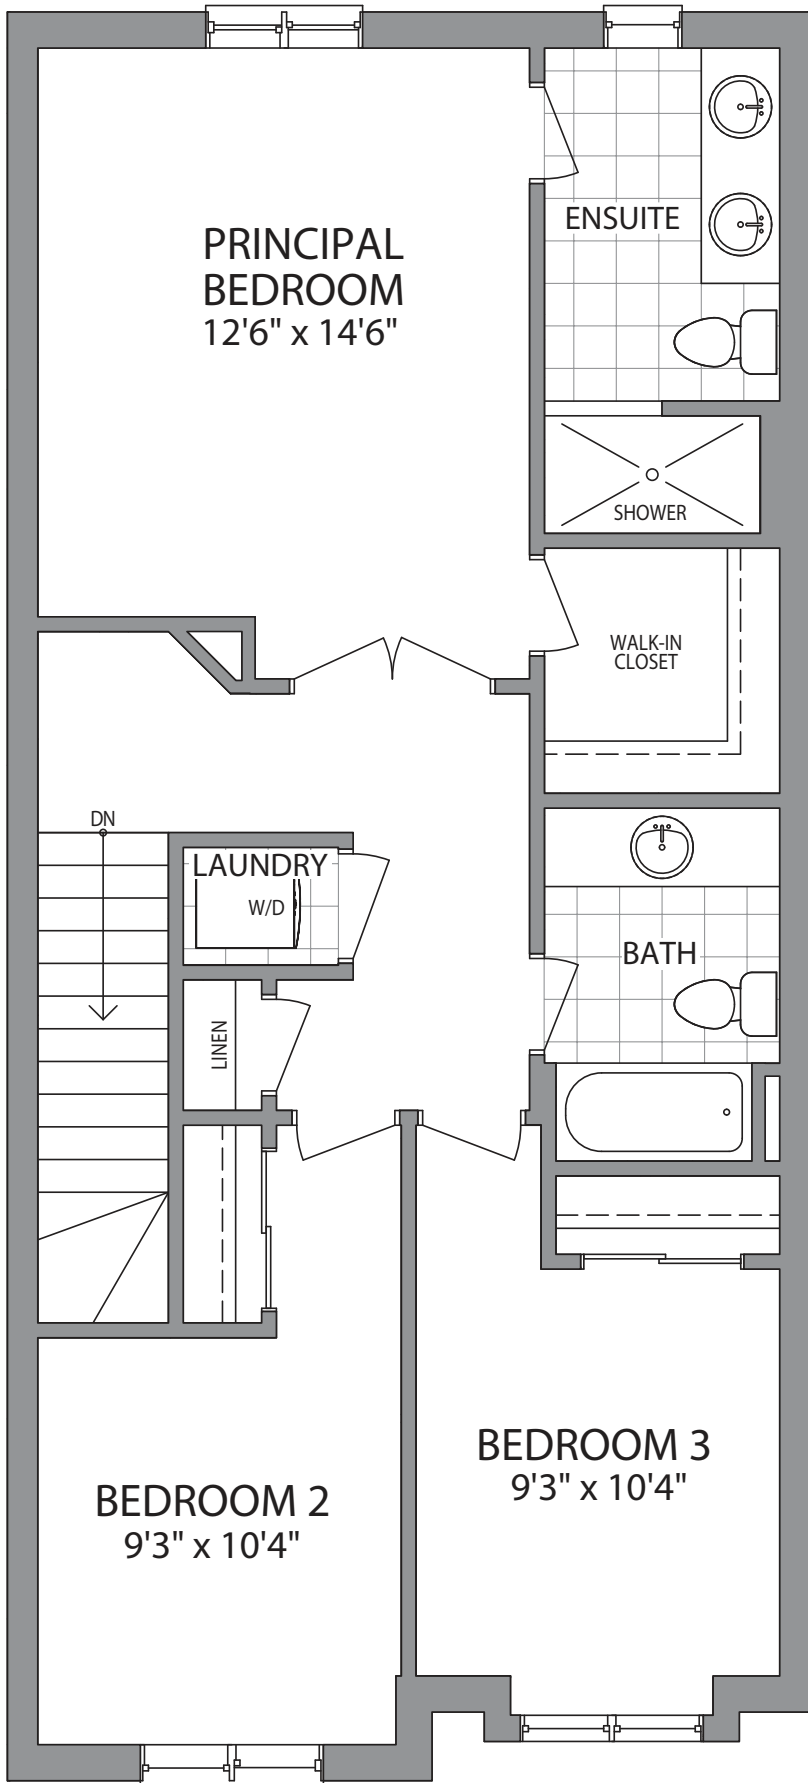 PRINCIPAL
BEDROOM
12'6" x 14'6"
ENSUITE
SHOWER
WALK-IN
CLOSET
DN
LAUNDRY
W/D
BATH
LINEN
BEDROOM 3
9'3" x 10'4"
BEDROOM 2
9'3" x 10'4"